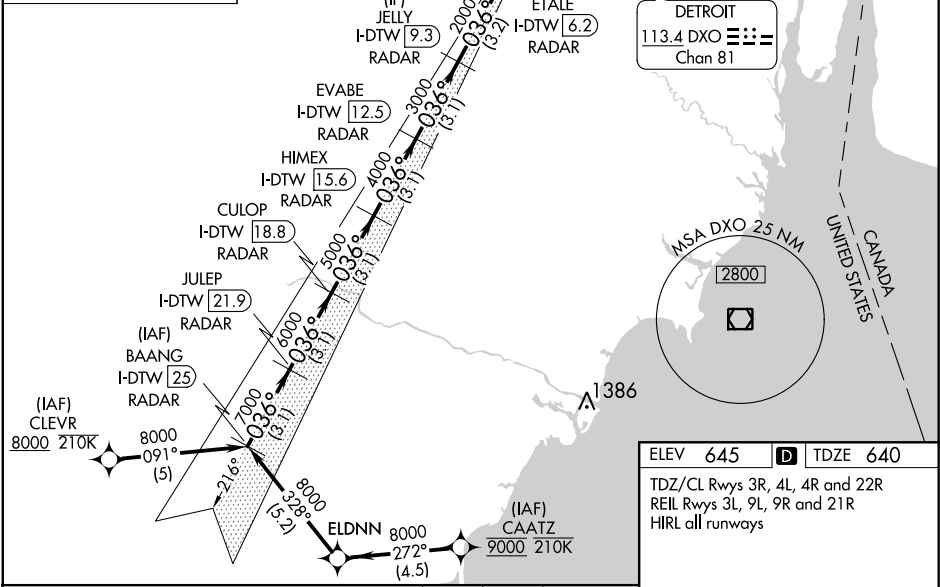 (IF)
JELLY
I-DTW 9.3
RADAR
2000
036°
(3.2)
ETALE
I-DTW 6.2
RADAR
DETROIT
113.4 DXO
Chan 81
EVABE
I-DTW 12.5
RADAR
3000
036°
(3.1)
HIMEX
I-DTW 15.6
RADAR
4000
036°
(3.1)
CULOP
I-DTW 18.8
RADAR
5000
036°
(3.1)
JULEP
I-DTW 21.9
RADAR
6000
036°
(3.1)
(IAF)
BAANG
I-DTW 25
RADAR
7000
036°
(3.1)
MSA DXO 25 NM
2800
CANADA
UNITED STATES
1386
(IAF)
CLEVR
8000 210K
8000
091°
(5)
216°
8000
328°
(5.2)
ELDNN
8000
272°
(4.5)
(IAF)
CAATZ
9000 210K
ELEV 645 D TDZE 640
TDZ/CL Rwys 3R, 4L, 4R and 22R
REIL Rwys 3L, 9L, 9R and 21R
HIRL all runways